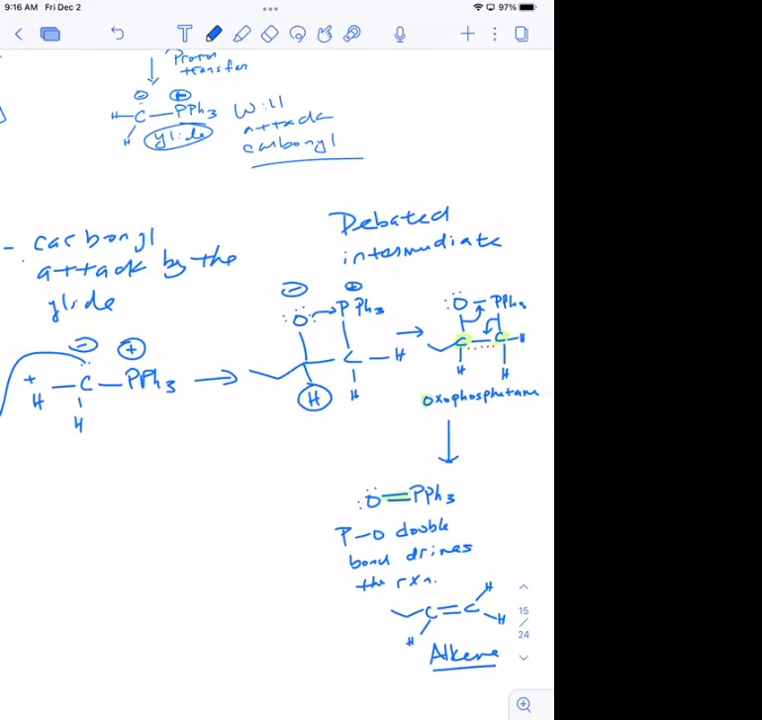 9:16 AM Fri Dec 2
97%
Proton
transfer
H—C—PPh3
H
ylide
Will
attack
carbonyl
Debated
intermediate
- carbonyl
attack by the
ylide
+
H
—C—PPh3
H
:O: PPh3
C—H
H
H
:O—PPh3
C—C—H
H H
oxophosphetane
:O=PPh3
P-O double
bond drives
the rxn.
H
C=C
H
H
Alkene
15
/
24